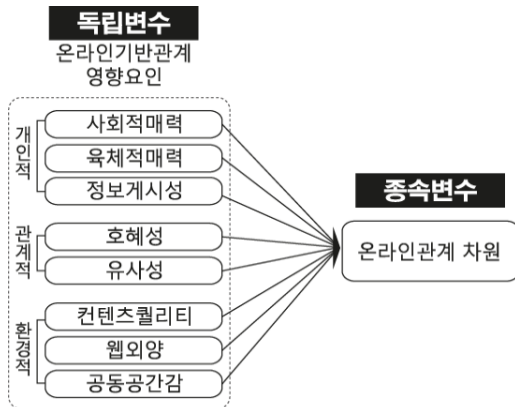 독립변수
온라인기반관계
영향요인
개인적
사회적매력
육체적매력
정보게시성
관계적
호혜성
유사성
환경적
컨텐츠퀄리티
웹외양
공동공간감
종속변수
온라인관계 차원